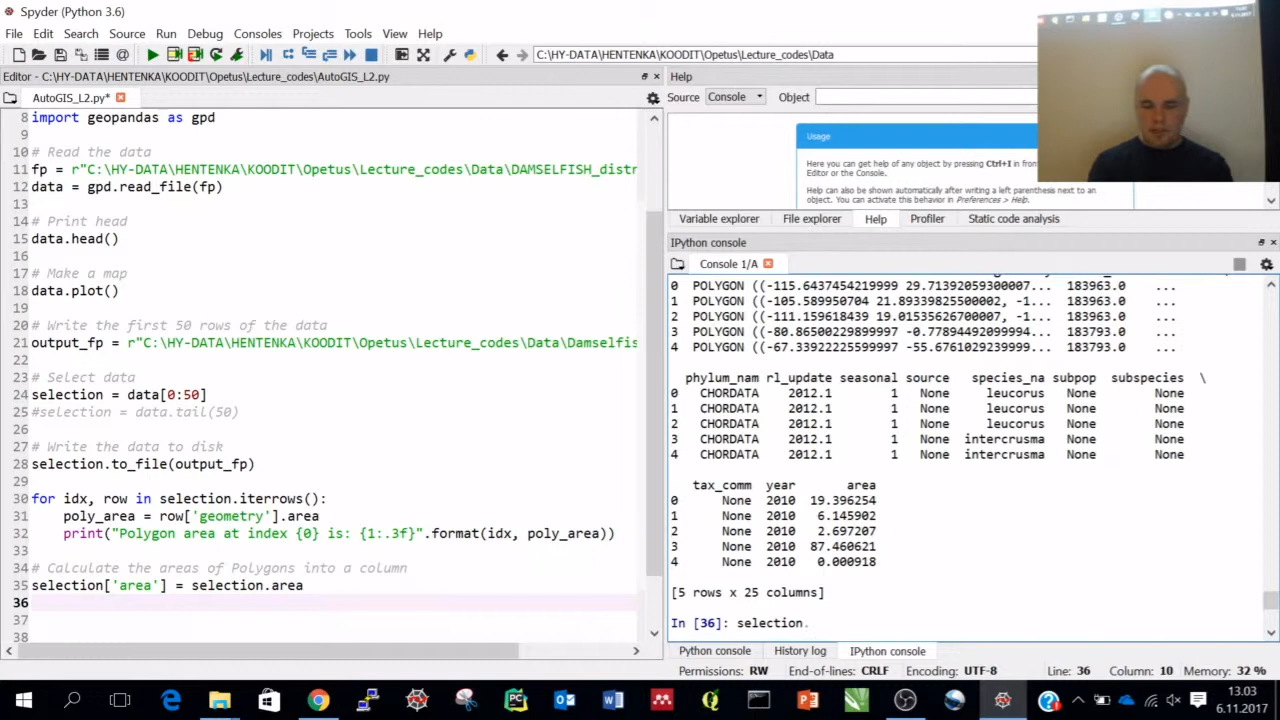 Spyder (Python 3.6)
File Edit Search Source Run Debug Consoles Projects Tools View Help
C:\HY-DATA\HENTENKA\KOODIT\Opetus\Lecture_codes\Data
Editor - C:\HY-DATA\HENTENKA\KOODIT\Opetus\Lecture_codes\AutoGIS_L2.py
AutoGIS_L2.py*
8 import geopandas as gpd
9
10 # Read the data
11 fp = r"C:\HY-DATA\HENTENKA\KOODIT\Opetus\Lecture_codes\Data\DAMSELFISH_distr
12 data = gpd.read_file(fp)
13
14 # Print head
15 data.head()
16
17 # Make a map
18 data.plot()
19
20 # Write the first 50 rows of the data
21 output_fp = r"C:\HY-DATA\HENTENKA\KOODIT\Opetus\Lecture_codes\Data\Damselfis
22
23 # Select data
24 selection = data[0:50]
25 #selection = data.tail(50)
26
27 # Write the data to disk
28 selection.to_file(output_fp)
29
30 for idx, row in selection.iterrows():
31     poly_area = row['geometry'].area
32     print("Polygon area at index {0} is: {1:.3f}".format(idx, poly_area))
33
34 # Calculate the areas of Polygons into a column
35 selection['area'] = selection.area
36
37
38
Help
Source Console Object
Usage
Here you can get help of any object by pressing Ctrl+I in fron
Editor or the Console.
Help can also be shown automatically after writing a left parenthesis next to an
object. You can activate this behavior in Preferences > Help.
Variable explorer File explorer Help Profiler Static code analysis
IPython console
Console 1/A
0 POLYGON ((-115.6437454219999 29.71392059300007... 183963.0 ...
1 POLYGON ((-105.589950704 21.89339825500002, -1... 183963.0 ...
2 POLYGON ((-111.159618439 19.01535626700007, -1... 183963.0 ...
3 POLYGON ((-80.86500229899997 -0.77894492099994... 183793.0 ...
4 POLYGON ((-67.33922225599997 -55.6761029239999... 183793.0 ...
phylum_nam rl_update seasonal source species_na subpop subspecies \
0 CHORDATA 2012.1 1 None leucorus None None
1 CHORDATA 2012.1 1 None leucorus None None
2 CHORDATA 2012.1 1 None leucorus None None
3 CHORDATA 2012.1 1 None intercrusma None None
4 CHORDATA 2012.1 1 None intercrusma None None
tax_comm year area
0 None 2010 19.396254
1 None 2010 6.145902
2 None 2010 2.697207
3 None 2010 87.460621
4 None 2010 0.000918
[5 rows x 25 columns]
In [36]: selection.
Python console History log IPython console
Permissions: RW End-of-lines: CRLF Encoding: UTF-8 Line: 36 Column: 10 Memory: 32 %
13.03
6.11.2017